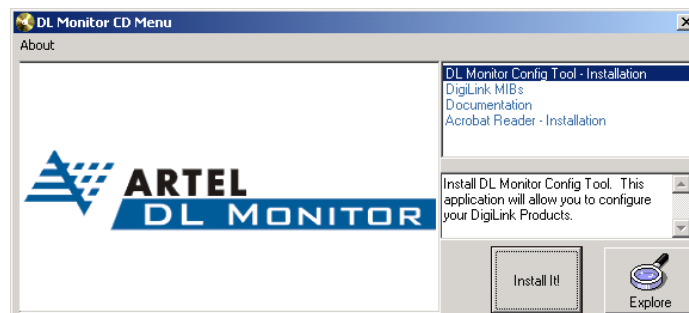 DL Monitor CD Menu
About
DL Monitor Config Tool - Installation
DigiLink MIBs
Documentation
Acrobat Reader - Installation
ARTEL
DL MONITOR
Install DL Monitor Config Tool.  This
application will allow you to configure
your DigiLink Products.
Install It!
Explore